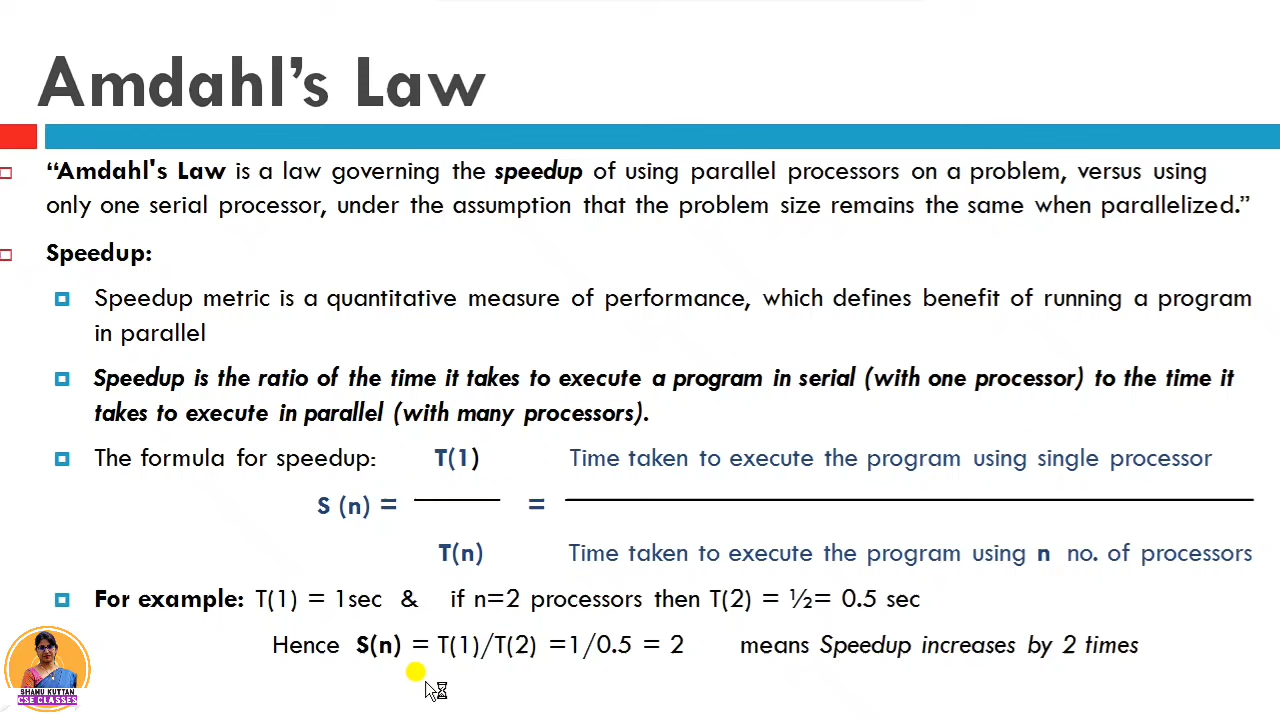 Amdahl’s Law
“Amdahl's Law is a law governing the speedup of using parallel processors on a problem, versus using
only one serial processor, under the assumption that the problem size remains the same when parallelized.”
Speedup:
Speedup metric is a quantitative measure of performance, which defines benefit of running a program
in parallel
Speedup is the ratio of the time it takes to execute a program in serial (with one processor) to the time it
takes to execute in parallel (with many processors).
The formula for speedup: T(1) Time taken to execute the program using single processor
S (n) = =
T(n) Time taken to execute the program using n no. of processors
For example: T(1) = 1sec & if n=2 processors then T(2) = ½= 0.5 sec
Hence S(n) = T(1)/T(2) =1/0.5 = 2 means Speedup increases by 2 times
SHANU KUTTAN
CSE CLASSES